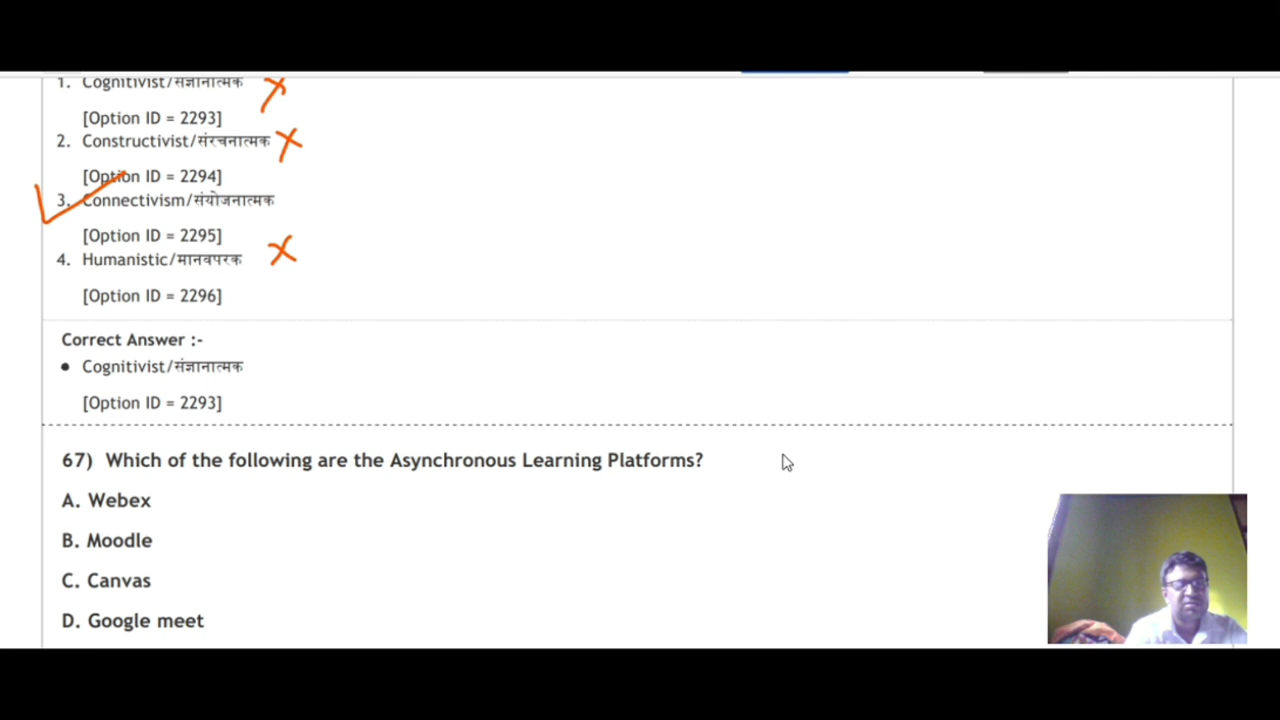 1. Cognitivist/संज्ञानात्मक
[Option ID = 2293]
2. Constructivist/संरचनात्मक
[Option ID = 2294]
3. Connectivism/संयोजनात्मक
[Option ID = 2295]
4. Humanistic/मानवपरक
[Option ID = 2296]
Correct Answer :-
• Cognitivist/संज्ञानात्मक
[Option ID = 2293]
67) Which of the following are the Asynchronous Learning Platforms?
A. Webex
B. Moodle
C. Canvas
D. Google meet